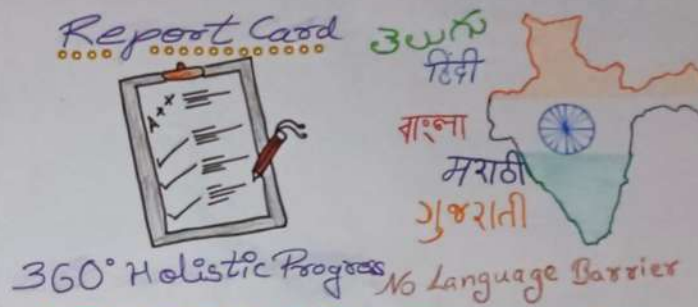 Report Card
A++
360° Holistic Progress
తెలుగు
हिंदी
বাংলা
मराठी
ગુજરાતી
No Language Barrier